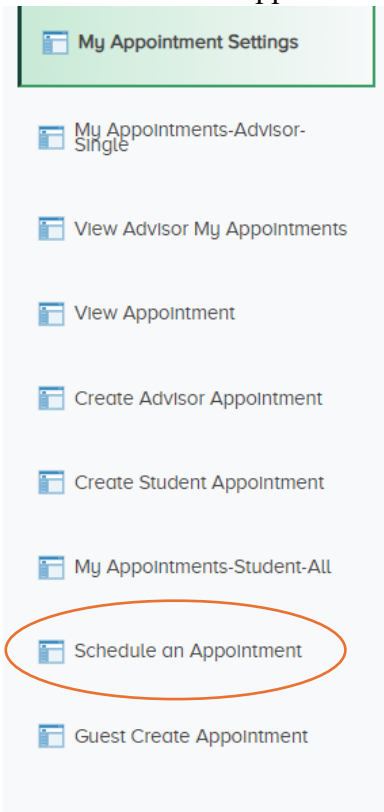 My Appointment Settings
My Appointments-Advisor-
Single
View Advisor My Appointments
View Appointment
Create Advisor Appointment
Create Student Appointment
My Appointments-Student-All
Schedule an Appointment
Guest Create Appointment